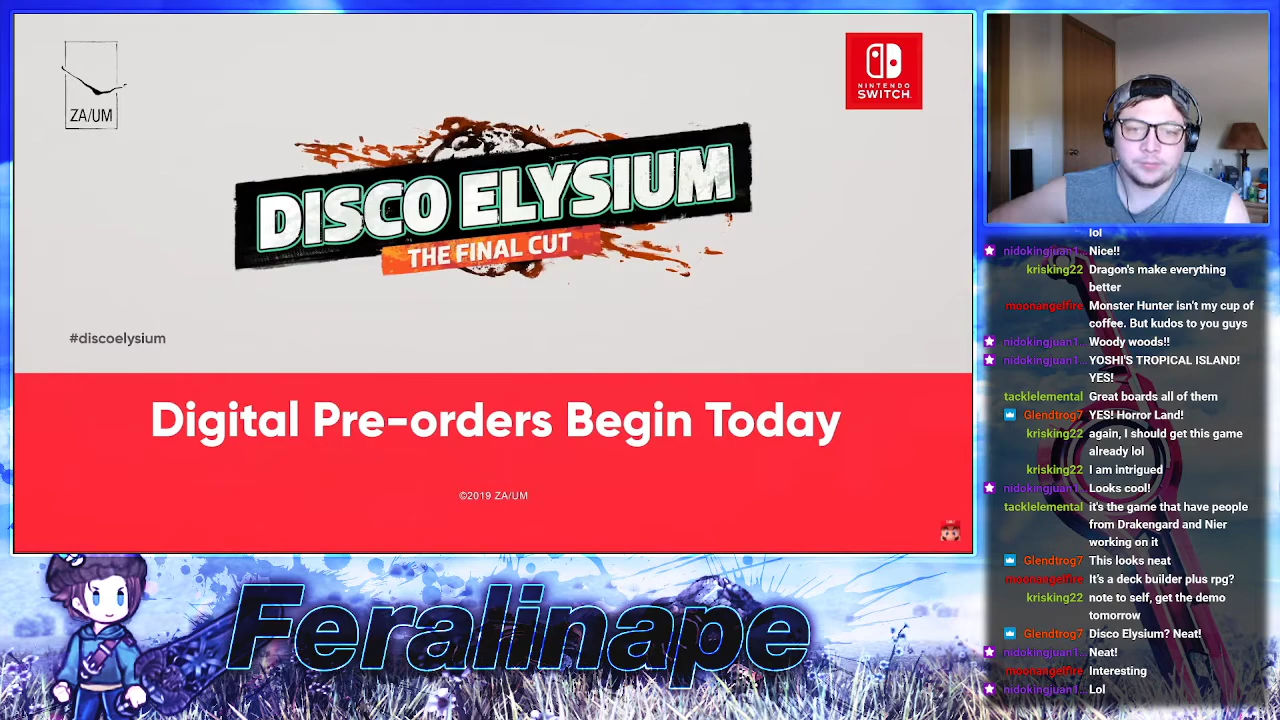 ZA/UM
NINTENDO
SWITCH
DISCO ELYSIUM
THE FINAL CUT
#discoelysium
Digital Pre-orders Begin Today
©2019 ZA/UM
Feralinape
lol
nidokingjuan1... Nice!!
krisking22 Dragon's make everything
better
moonangelfire Monster Hunter isn't my cup of
coffee. But kudos to you guys
nidokingjuan1... Woody woods!!
nidokingjuan1... YOSHI'S TROPICAL ISLAND!
YES!
tacklelemental Great boards all of them
Glendtrog7 YES! Horror Land!
krisking22 again, I should get this game
already lol
krisking22 I am intrigued
nidokingjuan1... Looks cool!
tacklelemental it's the game that have people
from Drakengard and Nier
working on it
Glendtrog7 This looks neat
moonangelfire It's a deck builder plus rpg?
krisking22 note to self, get the demo
tomorrow
Glendtrog7 Disco Elysium? Neat!
nidokingjuan1... Neat!
moonangelfire Interesting
nidokingjuan1... Lol